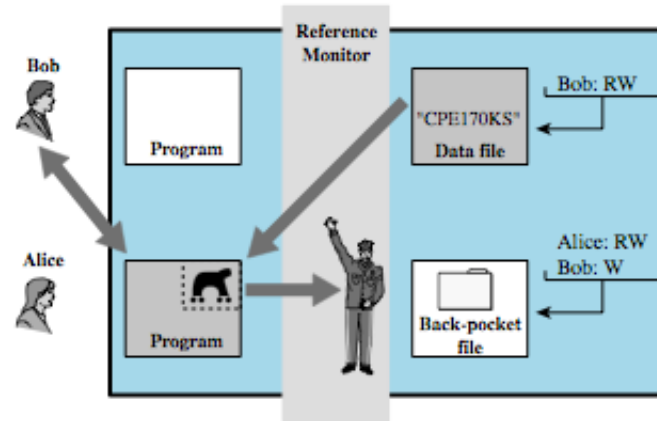 Reference
Monitor
Bob
Program
"CPE170KS"
Data file
Bob: RW
Alice
Program
Back-pocket
file
Alice: RW
Bob: W